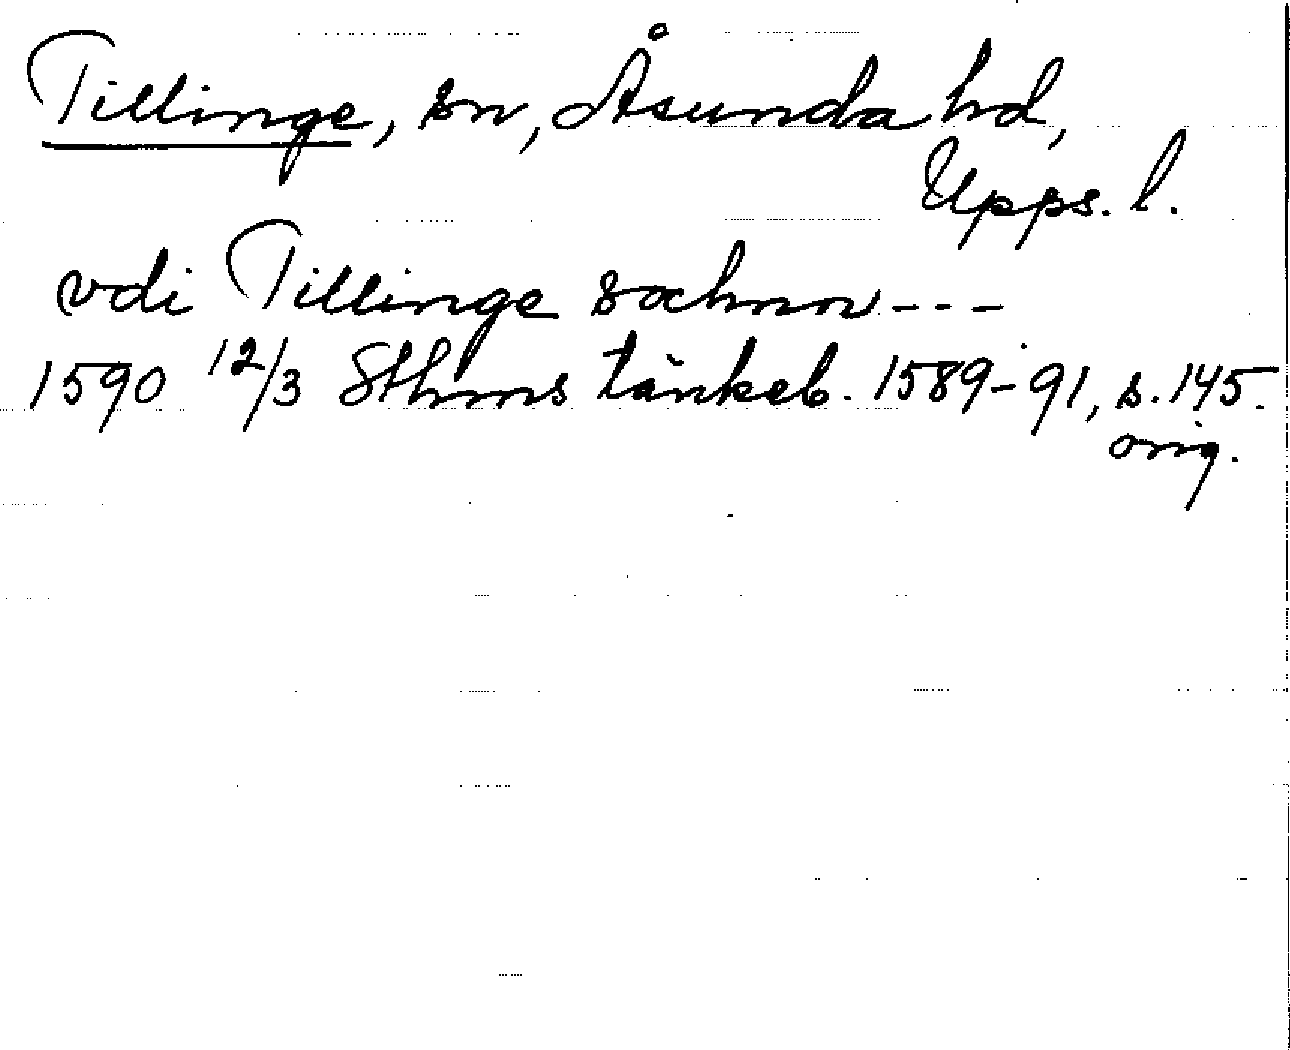 Tillinge, sn, Åsunda hd,
Upps. l.
vdi Tillinge sochnn - - -
1590 12/3 Sthms tänkeb. 1589-91, s. 145.
orig.